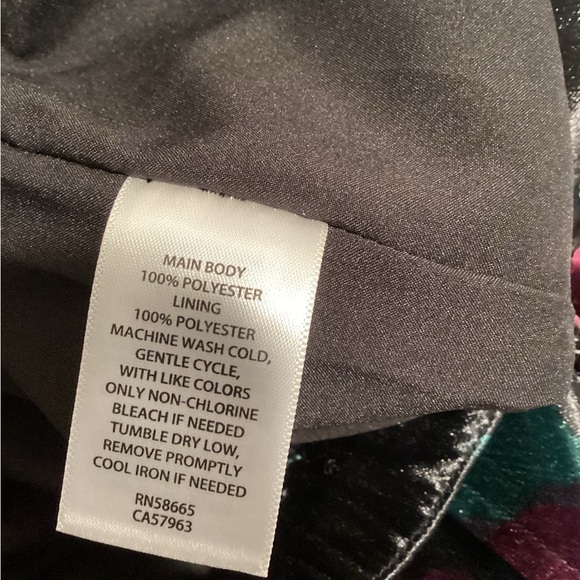 MAIN BODY
100% POLYESTER
LINING
100% POLYESTER
MACHINE WASH COLD,
GENTLE CYCLE,
WITH LIKE COLORS
ONLY NON-CHLORINE
BLEACH IF NEEDED
TUMBLE DRY LOW,
REMOVE PROMPTLY
COOL IRON IF NEEDED
RN58665
CA57963